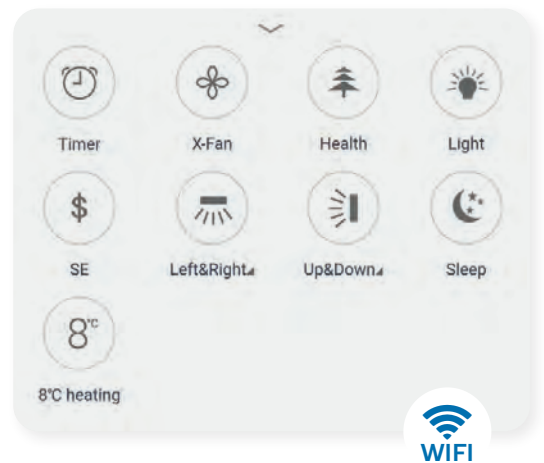 Timer X-Fan Health Light
$
SE Left&Right Up&Down Sleep
8°C
8°C heating
WIFI